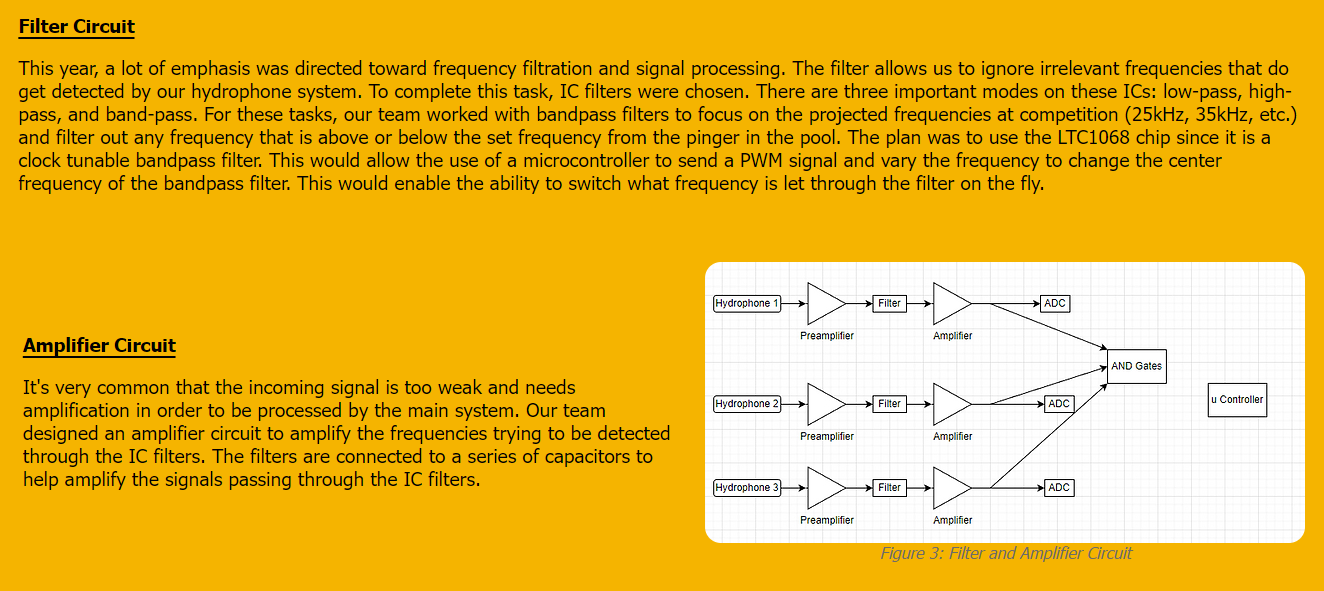 Filter Circuit
This year, a lot of emphasis was directed toward frequency filtration and signal processing. The filter allows us to ignore irrelevant frequencies that do
get detected by our hydrophone system. To complete this task, IC filters were chosen. There are three important modes on these ICs: low-pass, high-
pass, and band-pass. For these tasks, our team worked with bandpass filters to focus on the projected frequencies at competition (25kHz, 35kHz, etc.)
and filter out any frequency that is above or below the set frequency from the pinger in the pool. The plan was to use the LTC1068 chip since it is a
clock tunable bandpass filter. This would allow the use of a microcontroller to send a PWM signal and vary the frequency to change the center
frequency of the bandpass filter. This would enable the ability to switch what frequency is let through the filter on the fly.
Amplifier Circuit
It's very common that the incoming signal is too weak and needs
amplification in order to be processed by the main system. Our team
designed an amplifier circuit to amplify the frequencies trying to be detected
through the IC filters. The filters are connected to a series of capacitors to
help amplify the signals passing through the IC filters.
Hydrophone 1 Filter ADC
Preamplifier Amplifier
AND Gates
u Controller
Hydrophone 2 Filter ADC
Preamplifier Amplifier
Hydrophone 3 Filter ADC
Preamplifier Amplifier
Figure 3: Filter and Amplifier Circuit